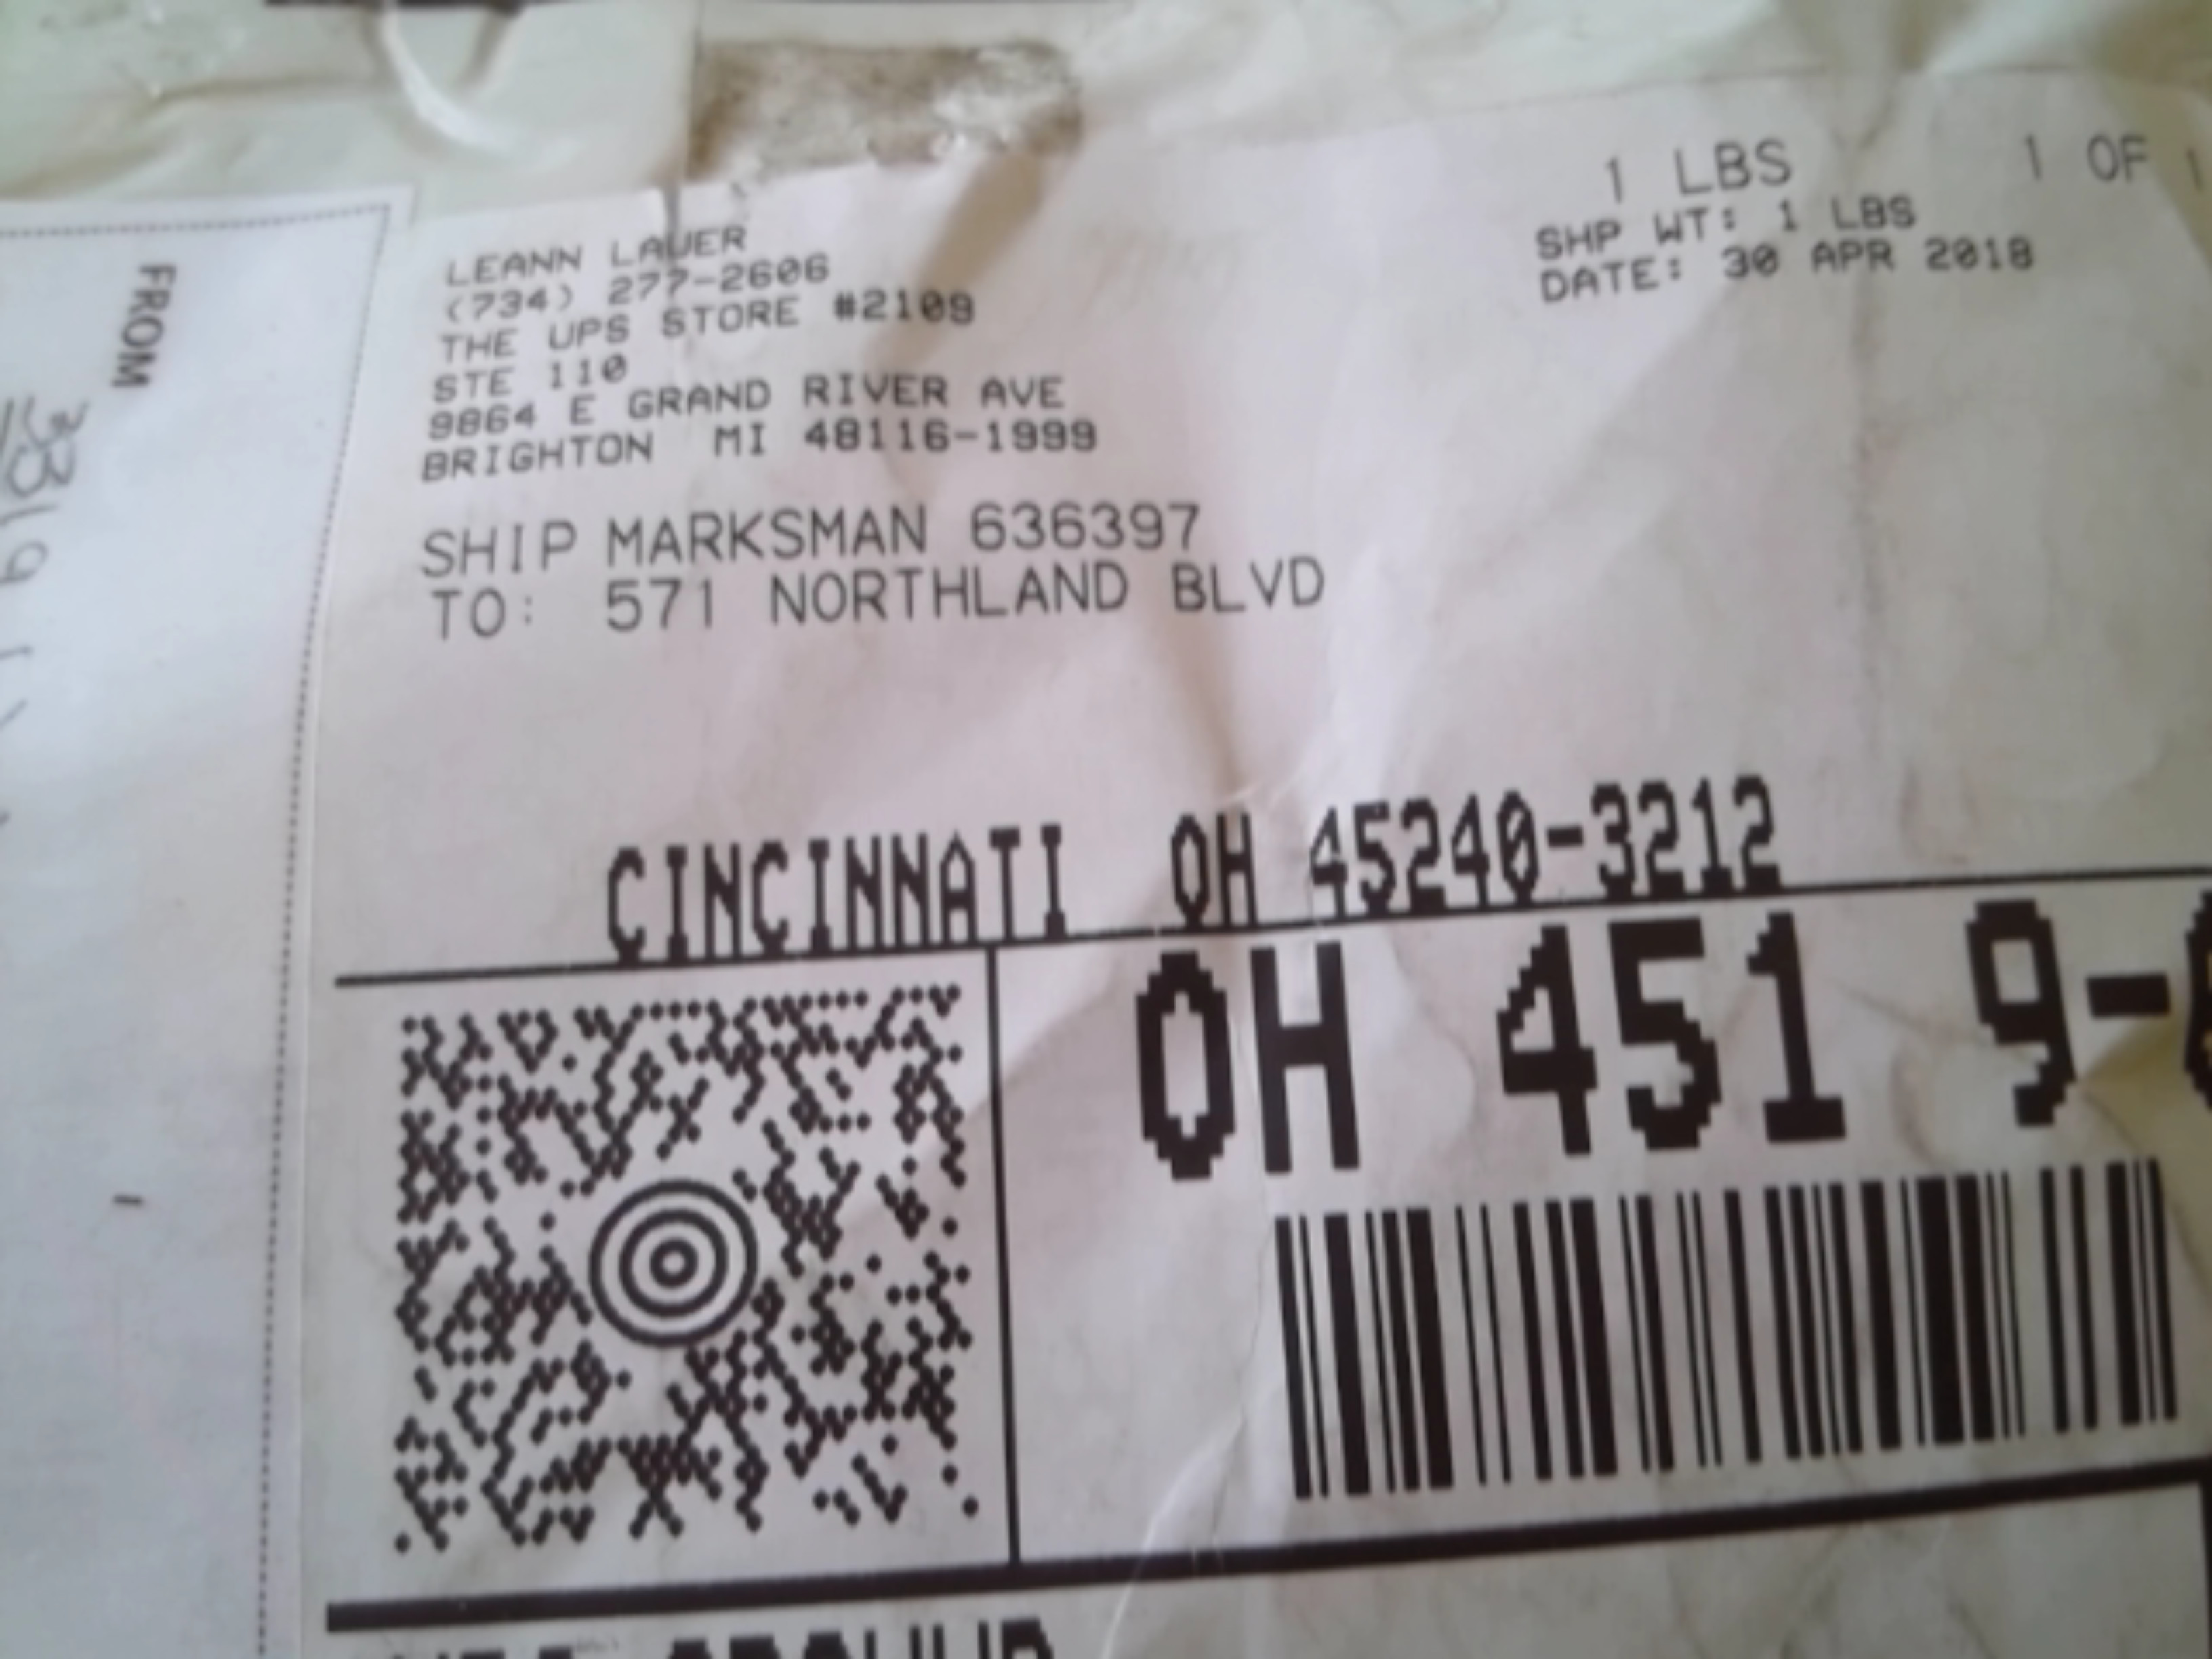 1 LBS 1 OF 1
SHP WT: 1 LBS
DATE: 30 APR 2018
LEANN LAUER
(734) 277-2606
THE UPS STORE #2109
STE 110
9864 E GRAND RIVER AVE
BRIGHTON MI 48116-1999
SHIP MARKSMAN 636397
TO: 571 NORTHLAND BLVD
CINCINNATI OH 45240-3212
OH 451 9-
FROM